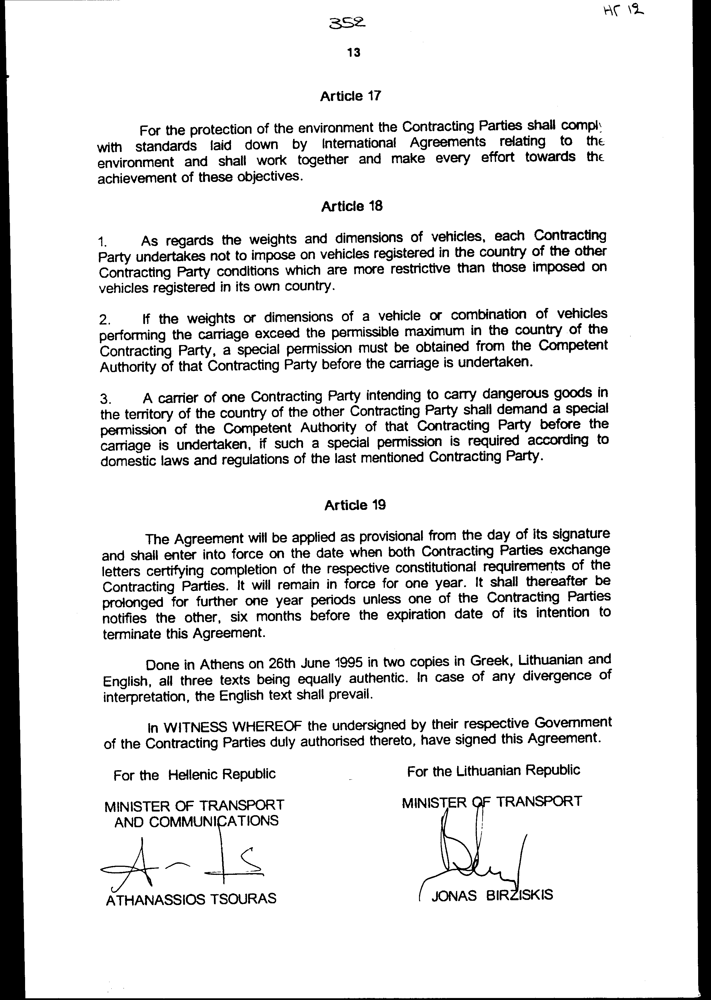 ΗΓ 12
352
13
Article 17
For the protection of the environment the Contracting Parties shall comply
with standards laid down by International Agreements relating to the
environment and shall work together and make every effort towards the
achievement of these objectives.
Article 18
1. As regards the weights and dimensions of vehicles, each Contracting
Party undertakes not to impose on vehicles registered in the country of the other
Contracting Party conditions which are more restrictive than those imposed on
vehicles registered in its own country.
2. If the weights or dimensions of a vehicle or combination of vehicles
performing the carriage exceed the permissible maximum in the country of the
Contracting Party, a special permission must be obtained from the Competent
Authority of that Contracting Party before the carriage is undertaken.
3. A carrier of one Contracting Party intending to carry dangerous goods in
the territory of the country of the other Contracting Party shall demand a special
permission of the Competent Authority of that Contracting Party before the
carriage is undertaken, if such a special permission is required according to
domestic laws and regulations of the last mentioned Contracting Party.
Article 19
The Agreement will be applied as provisional from the day of its signature
and shall enter into force on the date when both Contracting Parties exchange
letters certifying completion of the respective constitutional requirements of the
Contracting Parties. It will remain in force for one year. It shall thereafter be
prolonged for further one year periods unless one of the Contracting Parties
notifies the other, six months before the expiration date of its intention to
terminate this Agreement.
Done in Athens on 26th June 1995 in two copies in Greek, Lithuanian and
English, all three texts being equally authentic. In case of any divergence of
interpretation, the English text shall prevail.
In WITNESS WHEREOF the undersigned by their respective Government
of the Contracting Parties duly authorised thereto, have signed this Agreement.
For the Hellenic Republic
MINISTER OF TRANSPORT
AND COMMUNICATIONS
ATHANASSIOS TSOURAS
For the Lithuanian Republic
MINISTER OF TRANSPORT
JONAS BIRZISKIS